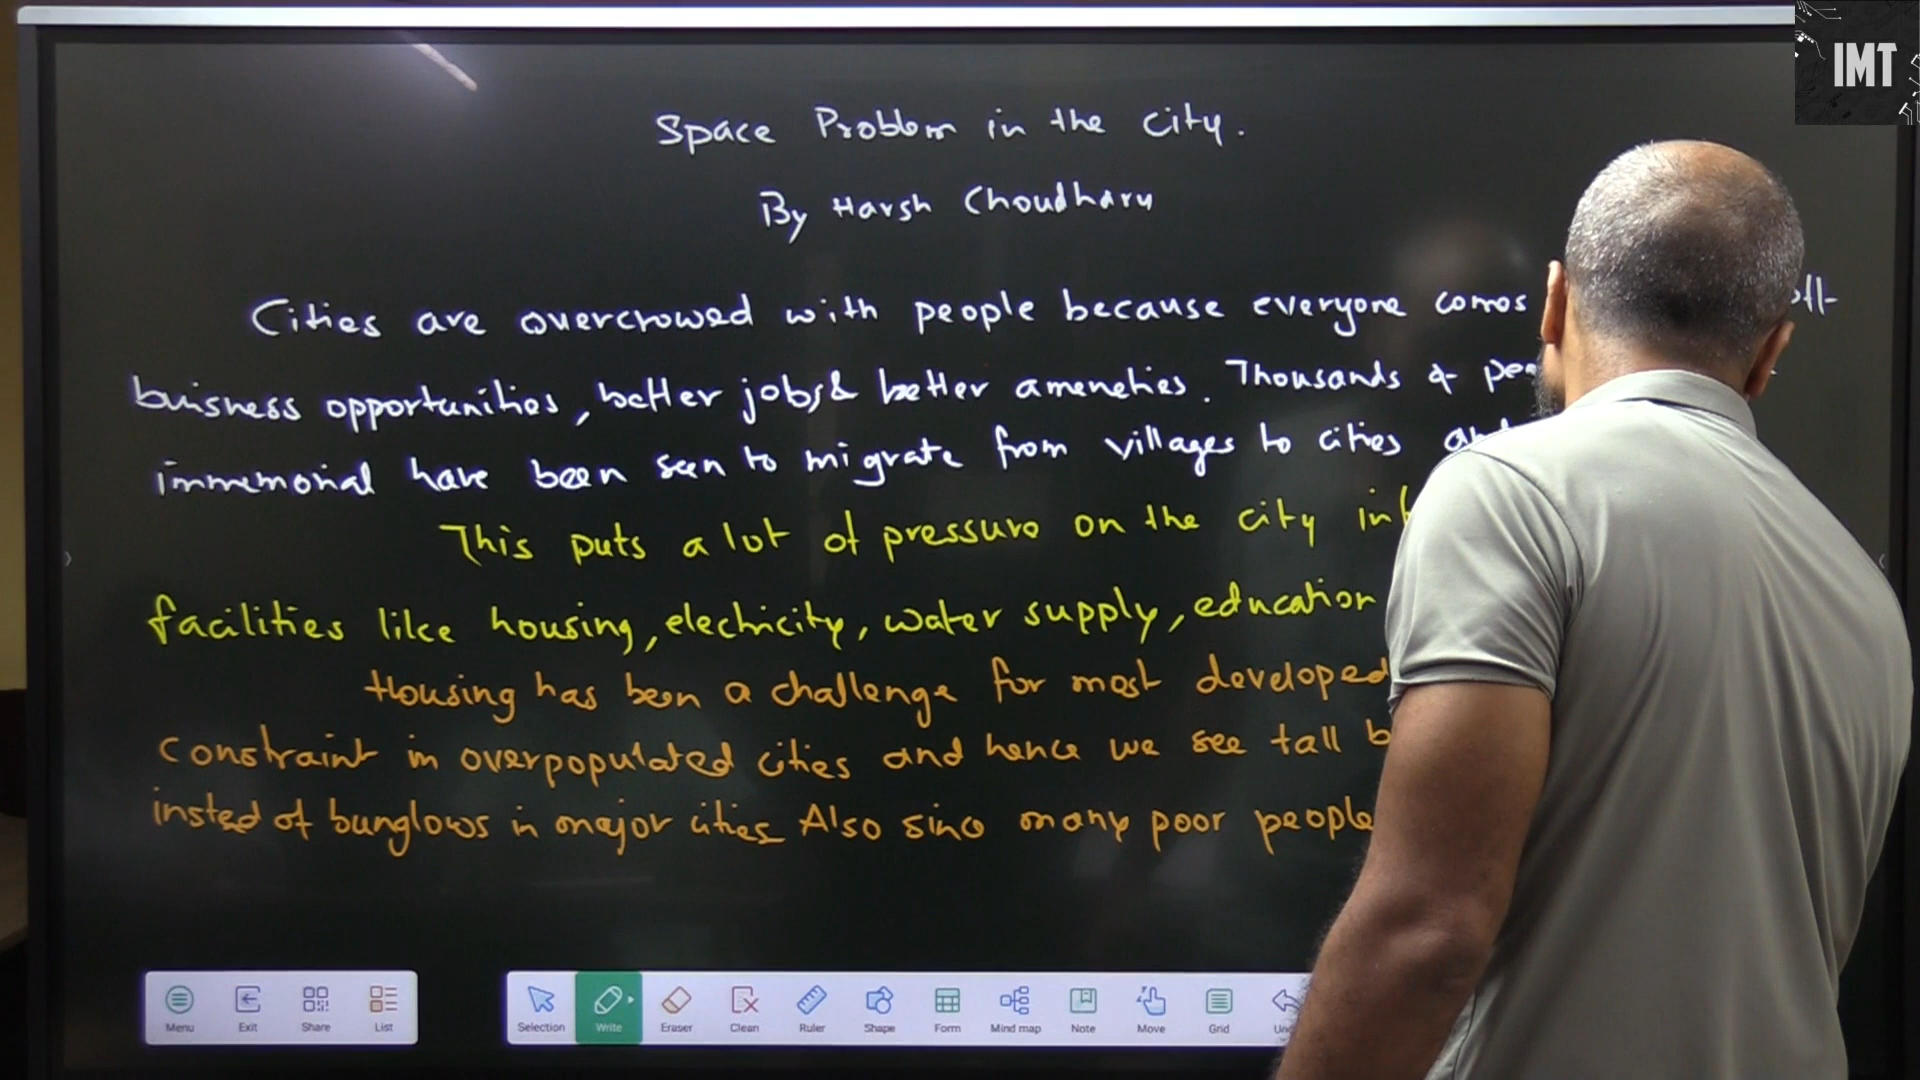 IMT
Space Problem in the city.
By Harsh Choudhary
Cities are overcrowed with people because everyone comes
buisness opportunities, better jobs & better ameneties. Thousands of
immemorial have been seen to migrate from villages to cities
This puts a lot of pressure on the city
facilities like housing, electricity, water supply, education
Housing has been a challenge for most developed
Constraint in overpopulated cities and hence we see tall
insted of bunglows in major cities Also since many poor people
Menu Exit Share List Selection Write Eraser Clean Ruler Shape Form Mind map Note Move Grid